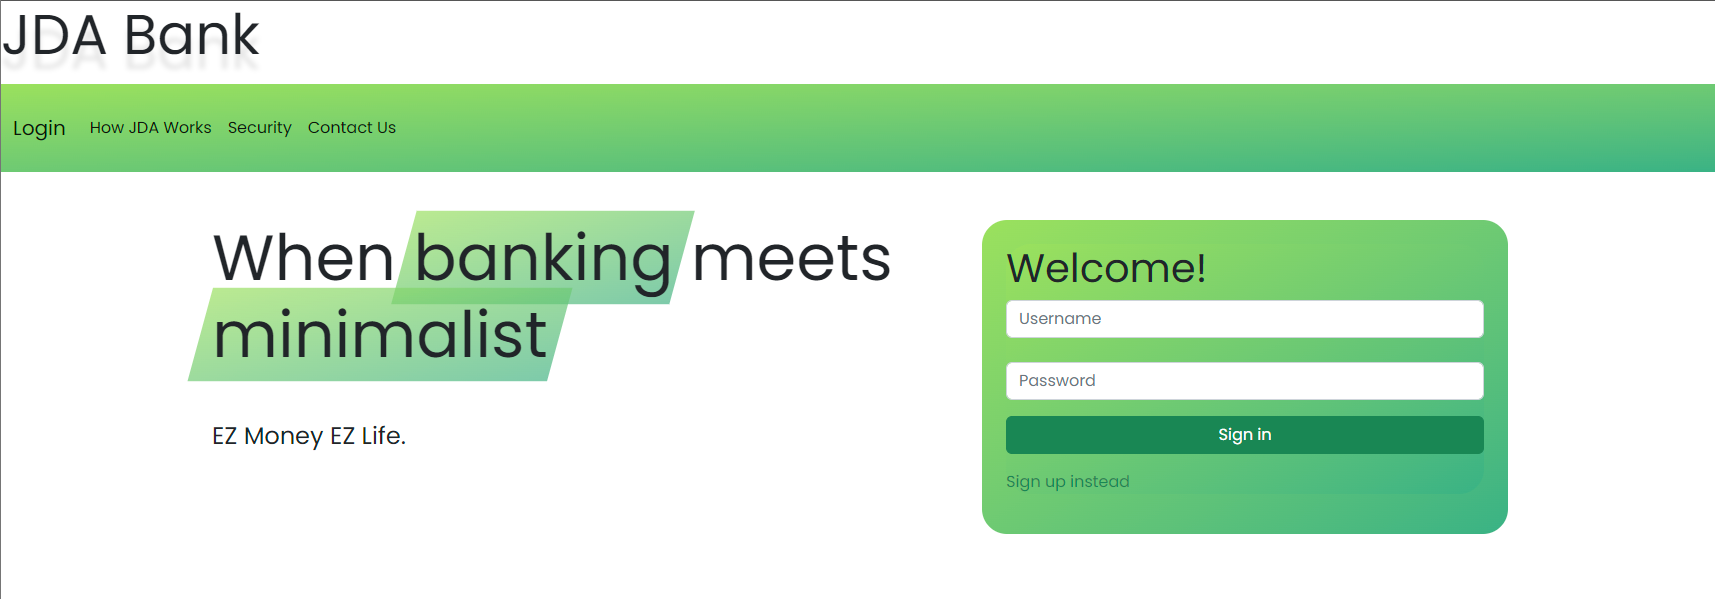 JDA Bank
Login How JDA Works Security Contact Us
When banking meets
minimalist
EZ Money EZ Life.
Welcome!
Username
Password
Sign in
Sign up instead